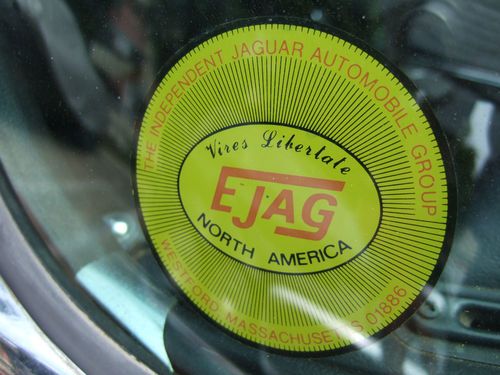 THE INDEPENDENT JAGUAR AUTOMOBILE GROUP
Vires Libertate
EJAG
NORTH AMERICA
WESTFORD, MASSACHUSETTS 01886